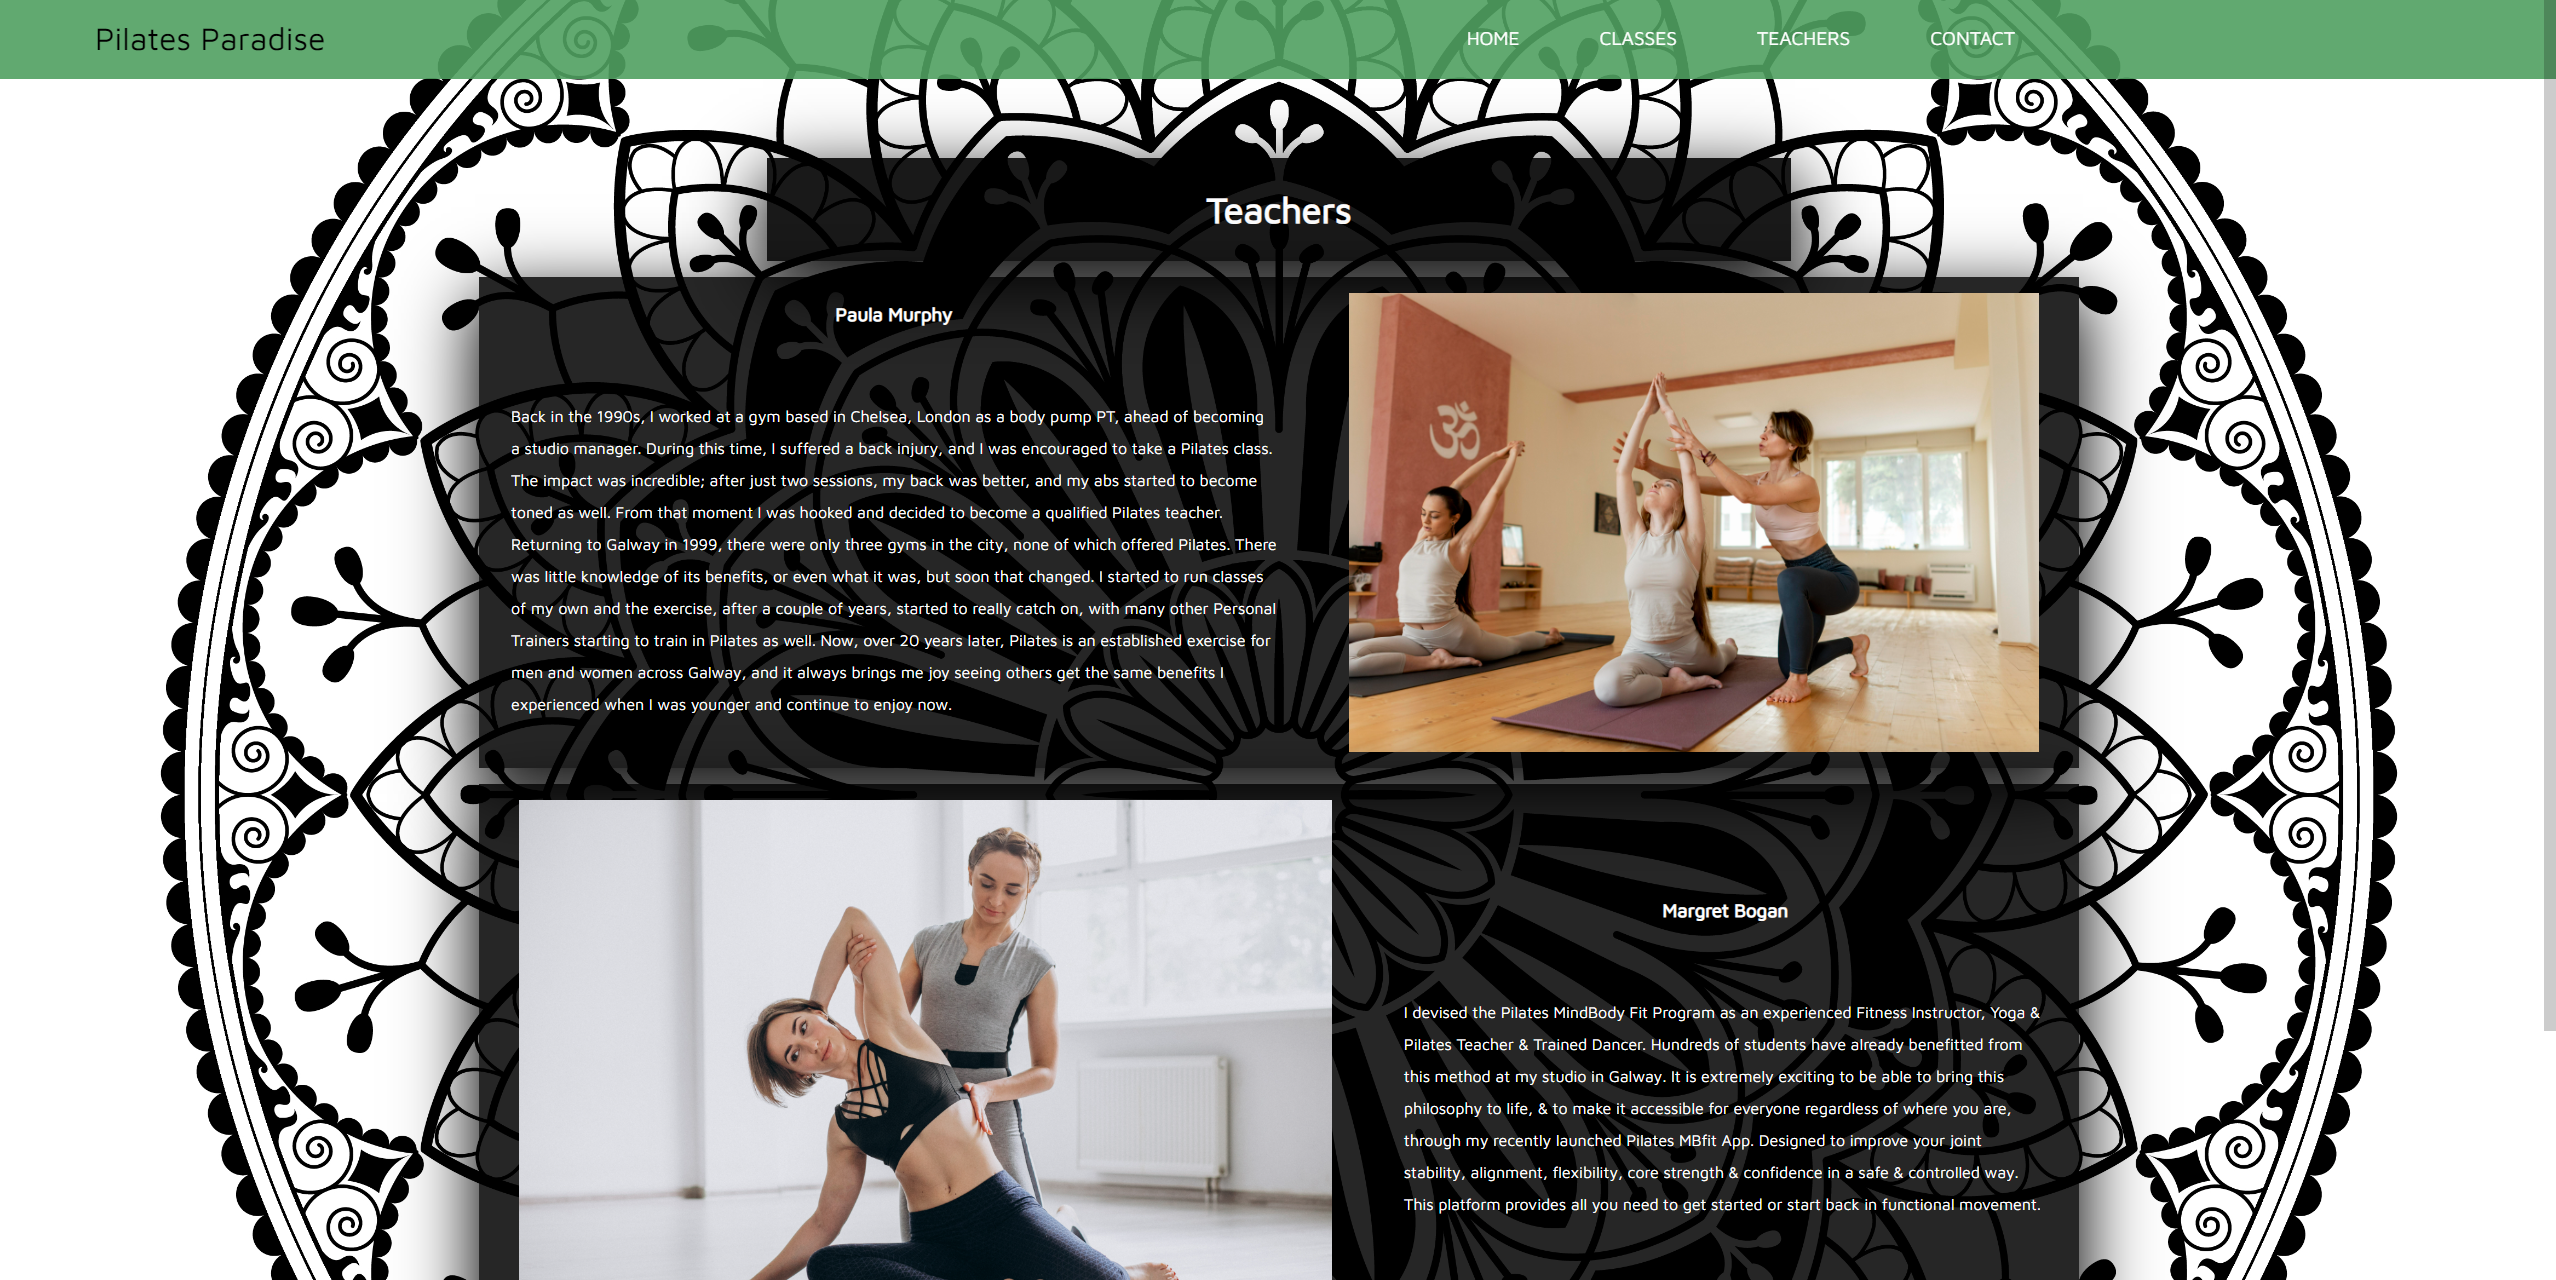 Pilates Paradise
HOME CLASSES TEACHERS CONTACT
Teachers
Paula Murphy
Back in the 1990s, I worked at a gym based in Chelsea, London as a body pump PT, ahead of becoming
a studio manager. During this time, I suffered a back injury, and I was encouraged to take a Pilates class.
The impact was incredible; after just two sessions, my back was better, and my abs started to become
toned as well. From that moment I was hooked and decided to become a qualified Pilates teacher.
Returning to Galway in 1999, there were only three gyms in the city, none of which offered Pilates. There
was little knowledge of its benefits, or even what it was, but soon that changed. I started to run classes
of my own and the exercise, after a couple of years, started to really catch on, with many other Personal
Trainers starting to train in Pilates as well. Now, over 20 years later, Pilates is an established exercise for
men and women across Galway, and it always brings me joy seeing others get the same benefits I
experienced when I was younger and continue to enjoy now.
ॐ
Margret Bogan
I devised the Pilates MindBody Fit Program as an experienced Fitness Instructor, Yoga &
Pilates Teacher & Trained Dancer. Hundreds of students have already benefitted from
this method at my studio in Galway. It is extremely exciting to be able to bring this
philosophy to life, & to make it accessible for everyone regardless of where you are,
through my recently launched Pilates MBfit App. Designed to improve your joint
stability, alignment, flexibility, core strength & confidence in a safe & controlled way.
This platform provides all you need to get started or start back in functional movement.